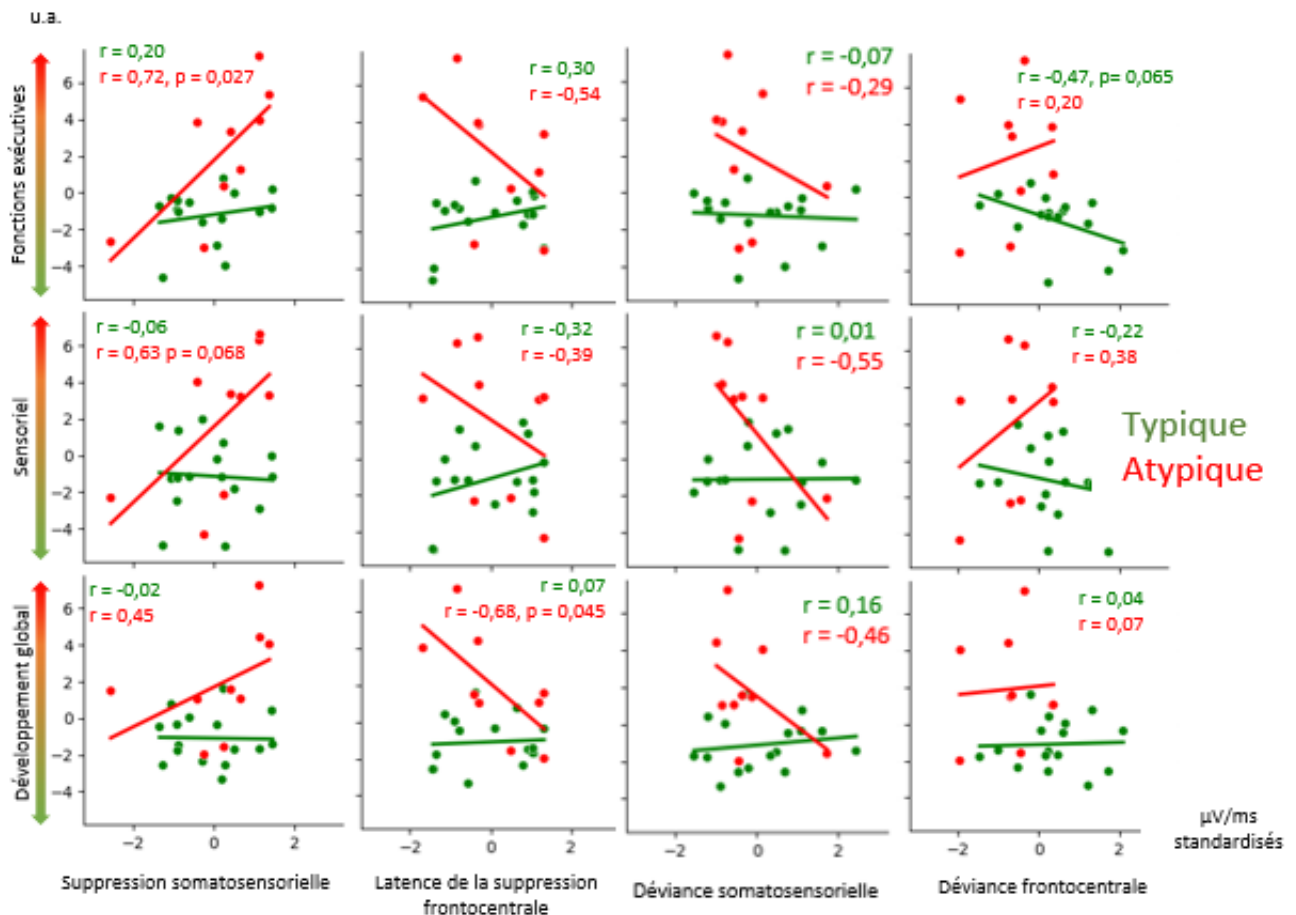 u.a.
Fonctions exécutives
6
4
2
0
−2
−4
r = 0,20
r = 0,72, p = 0,027
r = 0,30
r = -0,54
r = -0,07
r = -0,29
r = -0,47, p= 0,065
r = 0,20
Sensoriel
6
4
2
0
−2
−4
r = -0,06
r = 0,63 p = 0,068
r = -0,32
r = -0,39
r = 0,01
r = -0,55
r = -0,22
r = 0,38
Typique
Atypique
Développement global
6
4
2
0
−2
−4
r = -0,02
r = 0,45
r = 0,07
r = -0,68, p = 0,045
r = 0,16
r = -0,46
r = 0,04
r = 0,07
−2 0 2
−2 0 2
−2 0 2
−2 0 2
µV/ms
standardisés
Suppression somatosensorielle
Latence de la suppression
frontocentrale
Déviance somatosensorielle
Déviance frontocentrale